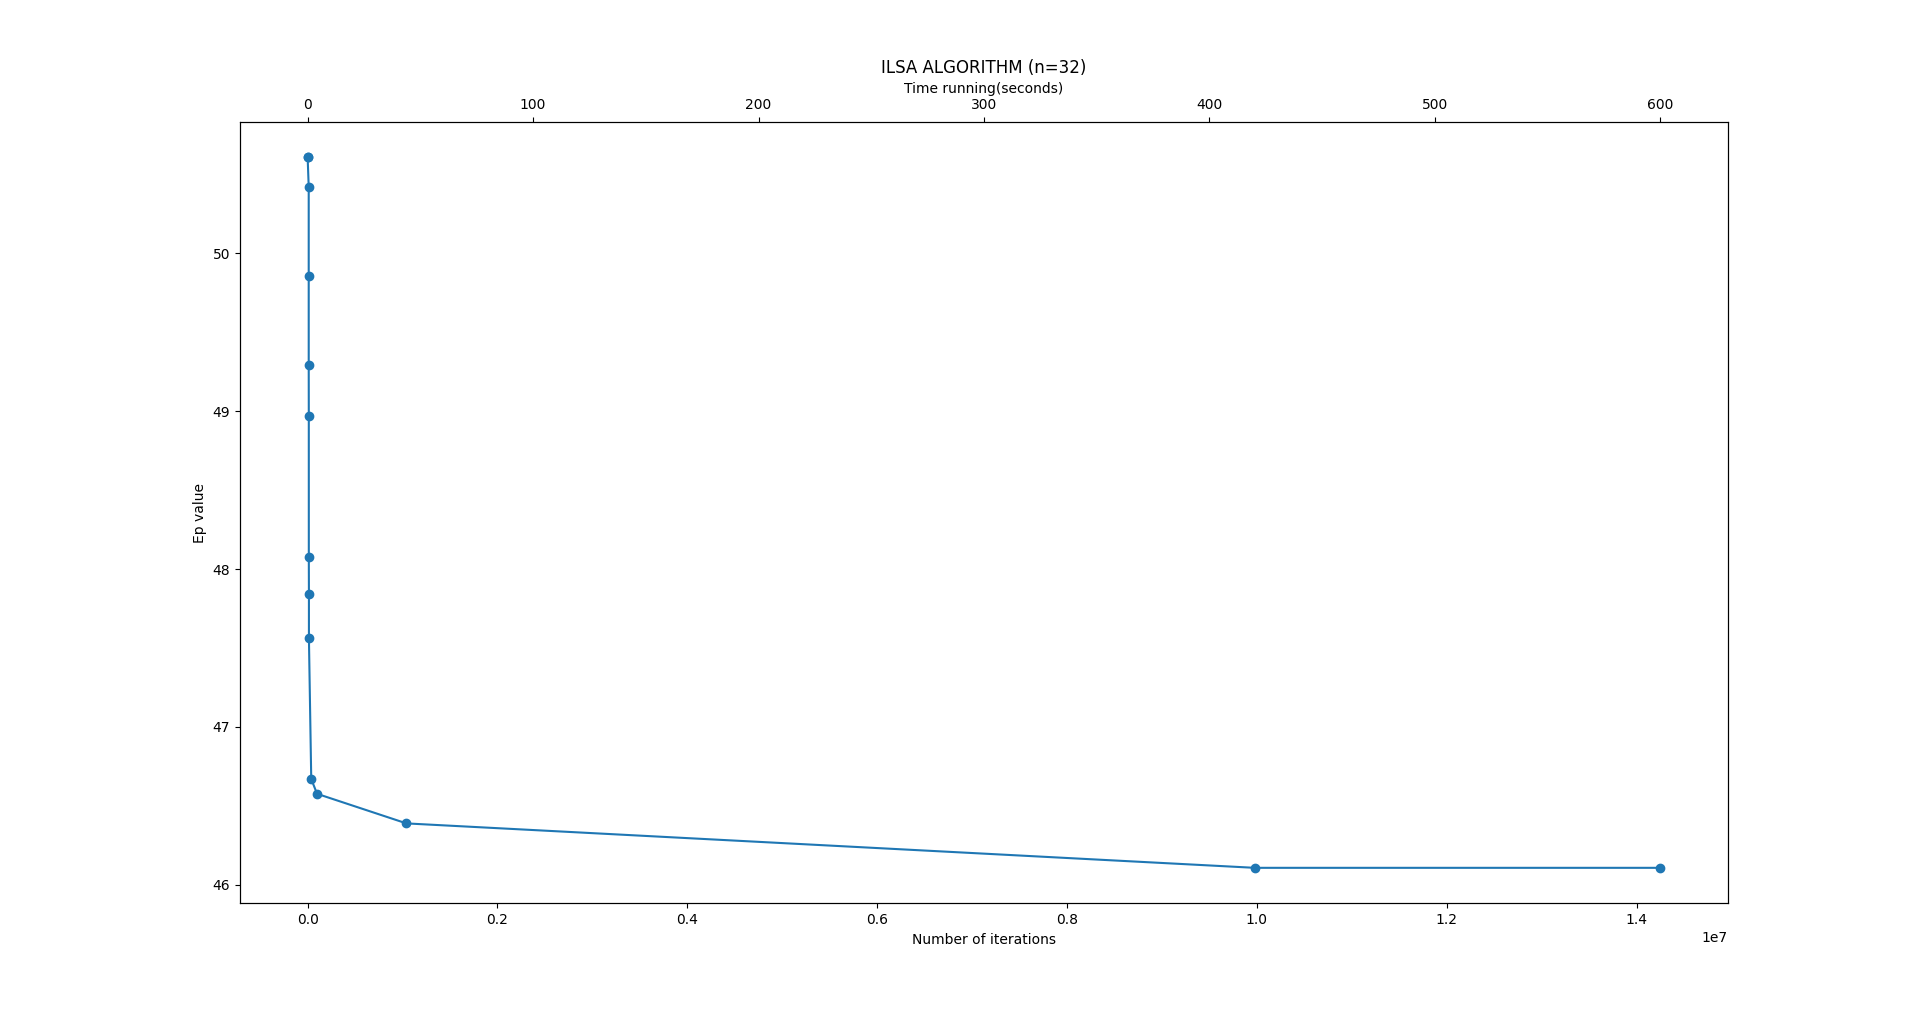 ILSA ALGORITHM (n=32)
Time running(seconds)
0 100 200 300 400 500 600
50
49
48
47
46
Ep value
0.0 0.2 0.4 0.6 0.8 1.0 1.2 1.4
1e7
Number of iterations